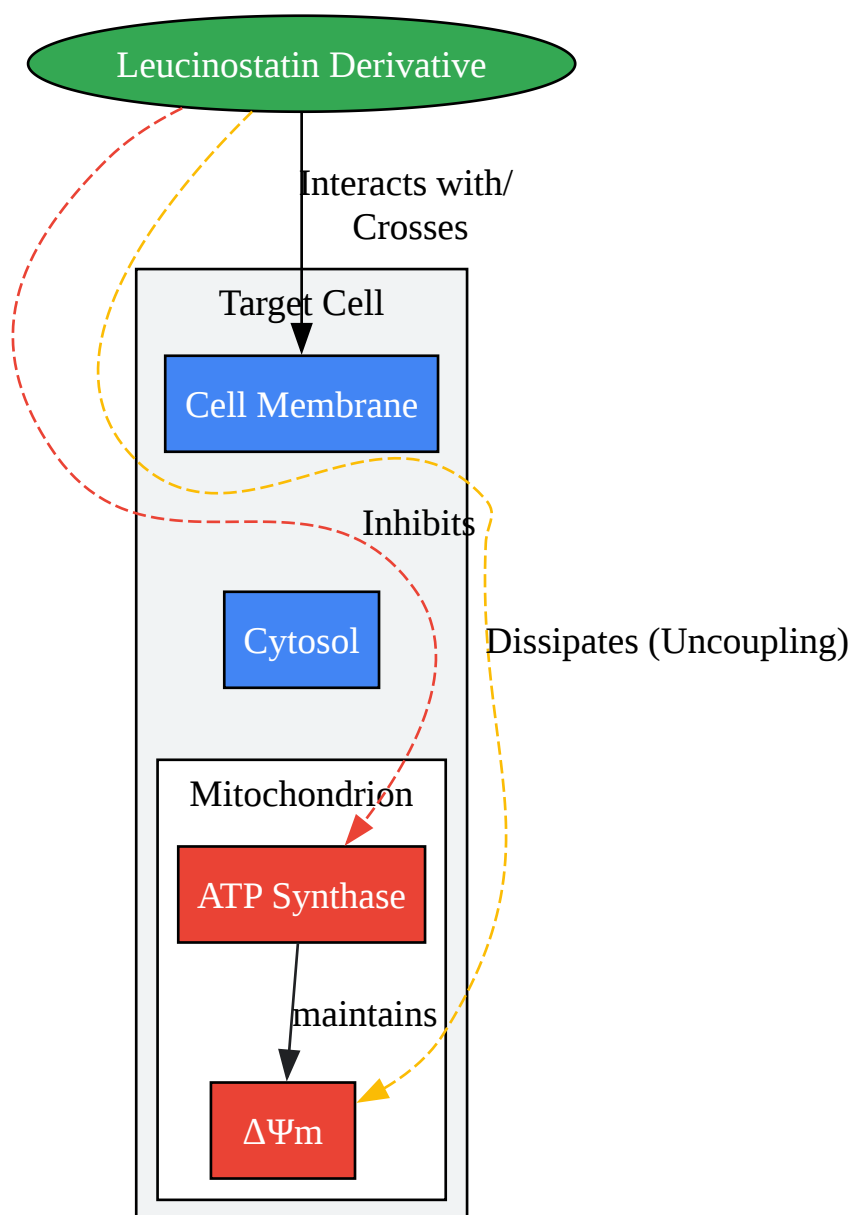 Leucinostatin Derivative
Interacts with/
Crosses
Target Cell
Cell Membrane
Inhibits
Cytosol
Dissipates (Uncoupling)
Mitochondrion
ATP Synthase
maintains
ΔΨm